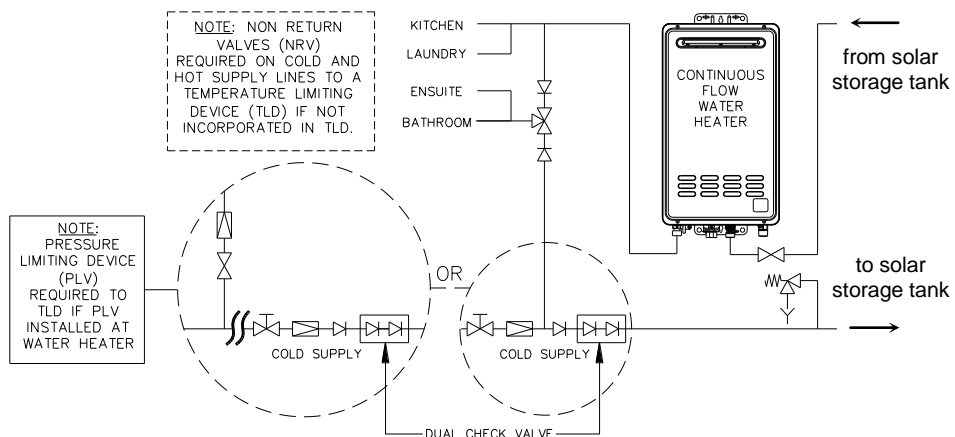 NOTE: NON RETURN
VALVES (NRV)
REQUIRED ON COLD AND
HOT SUPPLY LINES TO A
TEMPERATURE LIMITING
DEVICE (TLD) IF NOT
INCORPORATED IN TLD.
KITCHEN
LAUNDRY
ENSUITE
BATHROOM
CONTINUOUS
FLOW
WATER
HEATER
from solar
storage tank
NOTE:
PRESSURE
LIMITING DEVICE
(PLV)
REQUIRED TO
TLD IF PLV
INSTALLED AT
WATER HEATER
OR
to solar
storage tank
COLD SUPPLY
COLD SUPPLY
DUAL CHECK VALVE